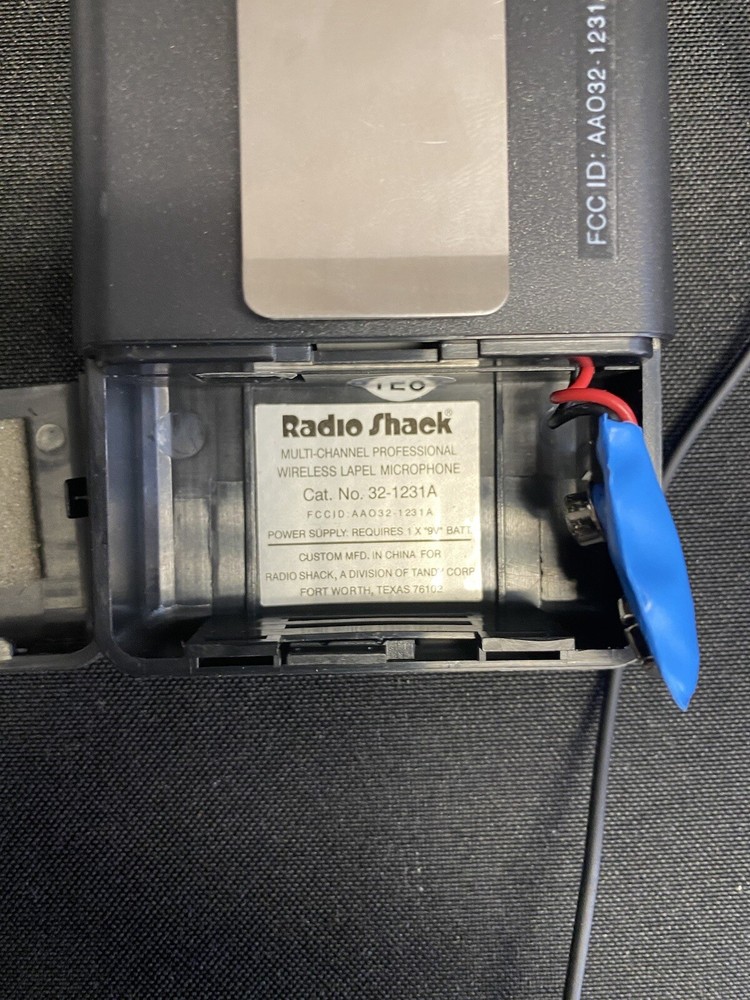 FCC ID: AAO32-1231
Radio Shack®
MULTI-CHANNEL PROFESSIONAL
WIRELESS LAPEL MICROPHONE
Cat. No. 32-1231A
FCCID:AAO32-1231A
POWER SUPPLY: REQUIRES 1 X "9V" BATT
CUSTOM MFD. IN CHINA FOR
RADIO SHACK, A DIVISION OF TANDY CORP
FORT WORTH, TEXAS 76102